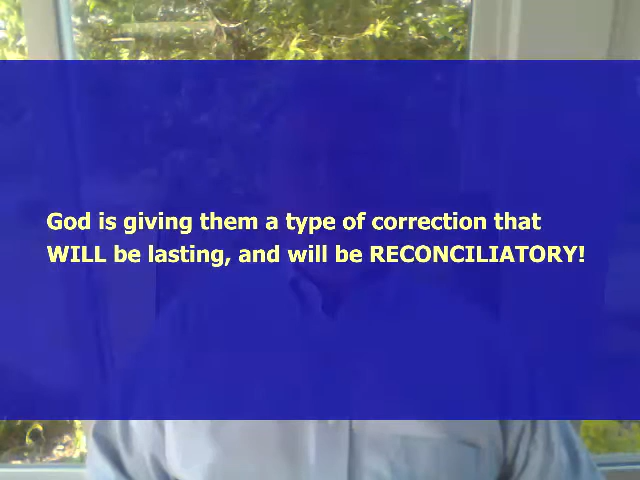 God is giving them a type of correction that
WILL be lasting, and will be RECONCILIATORY!